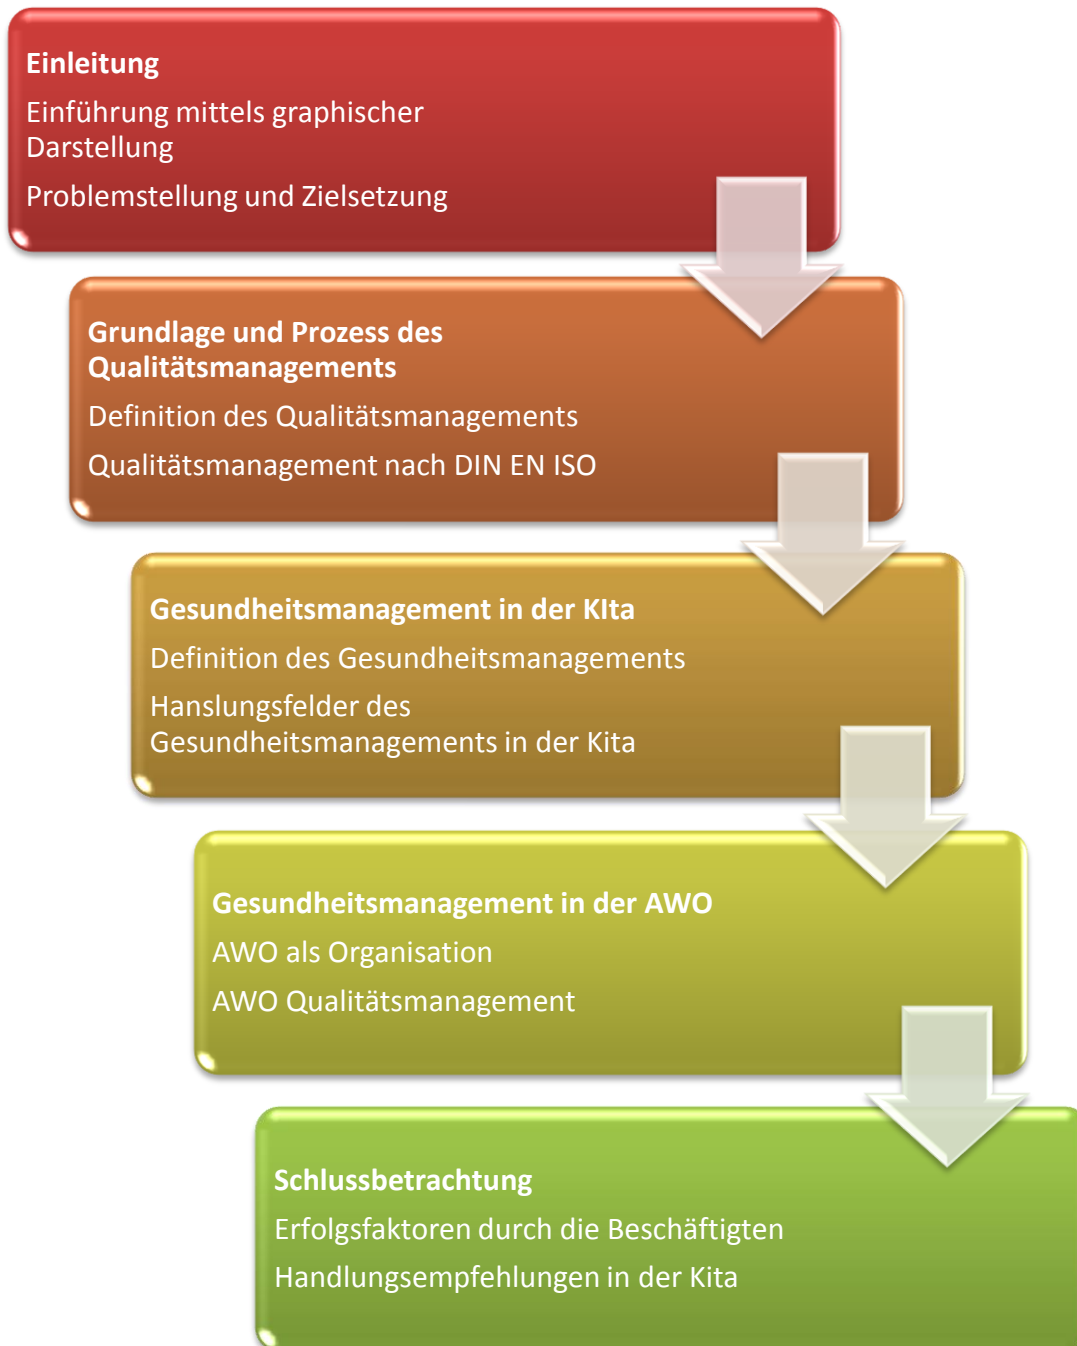 Einleitung
Einführung mittels graphischer
Darstellung
Problemstellung und Zielsetzung
Grundlage und Prozess des
Qualitätsmanagements
Definition des Qualitätsmanagements
Qualitätsmanagement nach DIN EN ISO
Gesundheitsmanagement in der KIta
Definition des Gesundheitsmanagements
Hanslungsfelder des
Gesundheitsmanagements in der Kita
Gesundheitsmanagement in der AWO
AWO als Organisation
AWO Qualitätsmanagement
Schlussbetrachtung
Erfolgsfaktoren durch die Beschäftigten
Handlungsempfehlungen in der Kita